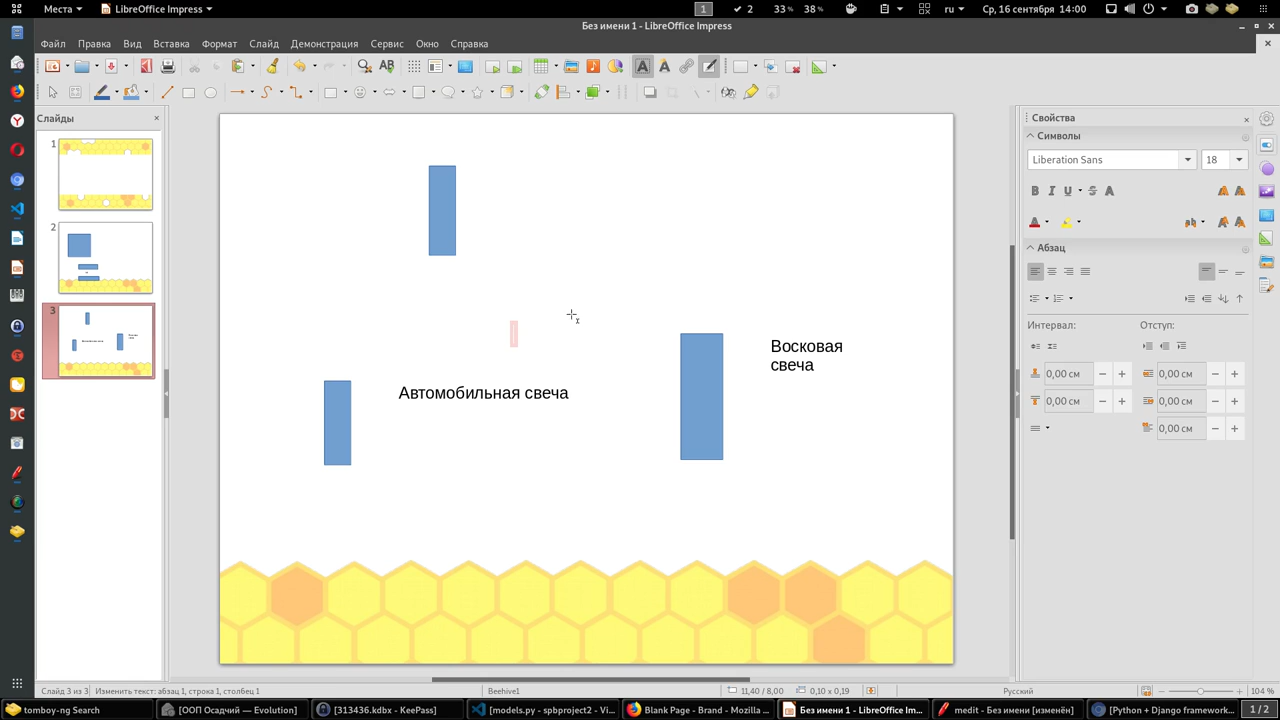 Места
LibreOffice Impress
1
2
33 %
38 %
ru
Ср, 16 сентября 14:00
Без имени 1 - LibreOffice Impress
Файл
Правка
Вид
Вставка
Формат
Слайд
Демонстрация
Сервис
Окно
Справка
Слайды
1
2
3
Автомобильная свеча
Восковая
свеча
Свойства
Символы
Liberation Sans
18
Абзац
Интервал:
Отступ:
0,00 см
0,00 см
0,00 см
0,00 см
0,00 см
Слайд 3 из 3
Изменить текст: абзац 1, строка 1, столбец 1
Beehive1
11,40 / 8,00
0,10 x 0,19
Русский
104 %
tomboy-ng Search
[ООП Осадчий — Evolution]
[313436.kdbx - KeePass]
[models.py - spbproject2 - Vi...
Blank Page - Brand - Mozilla ...
Без имени 1 - LibreOffice Im...
medit - Без имени [изменён]
[Python + Django framework...
1 / 2